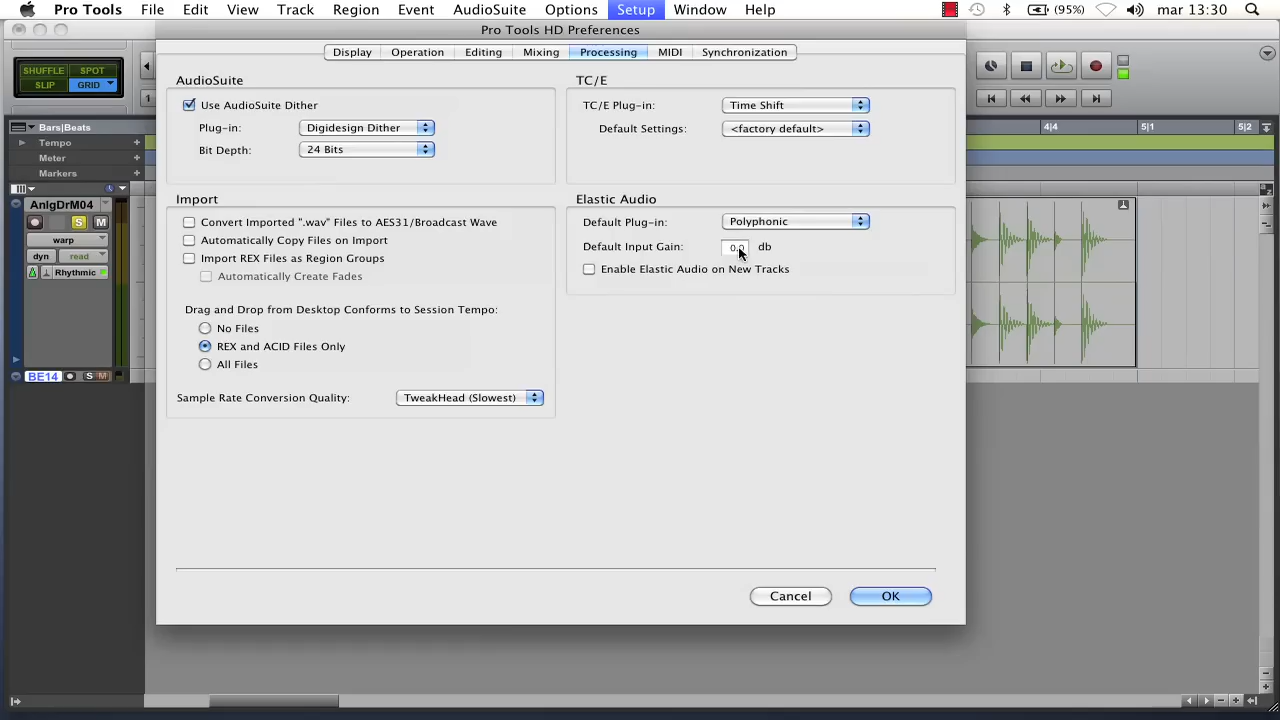 Pro Tools File Edit View Track Region Event AudioSuite Options Setup Window Help (95%) mar 13:30
Pro Tools HD Preferences
Display Operation Editing Mixing Processing MIDI Synchronization
SHUFFLE SPOT
SLIP GRID
AudioSuite
Use AudioSuite Dither
Plug-in: Digidesign Dither
Bit Depth: 24 Bits
TC/E
TC/E Plug-in: Time Shift
Default Settings: <factory default>
1
Bars|Beats
Tempo
Meter
Markers
4|4 5|1 5|2
Import
Convert Imported ".wav" Files to AES31/Broadcast Wave
Automatically Copy Files on Import
Import REX Files as Region Groups
Automatically Create Fades
Drag and Drop from Desktop Conforms to Session Tempo:
No Files
REX and ACID Files Only
All Files
Sample Rate Conversion Quality: TweakHead (Slowest)
Elastic Audio
Default Plug-in: Polyphonic
Default Input Gain: db
Enable Elastic Audio on New Tracks
AnlgDrM04
S M
warp
dyn read
Rhythmic
BE14 S M
Cancel OK